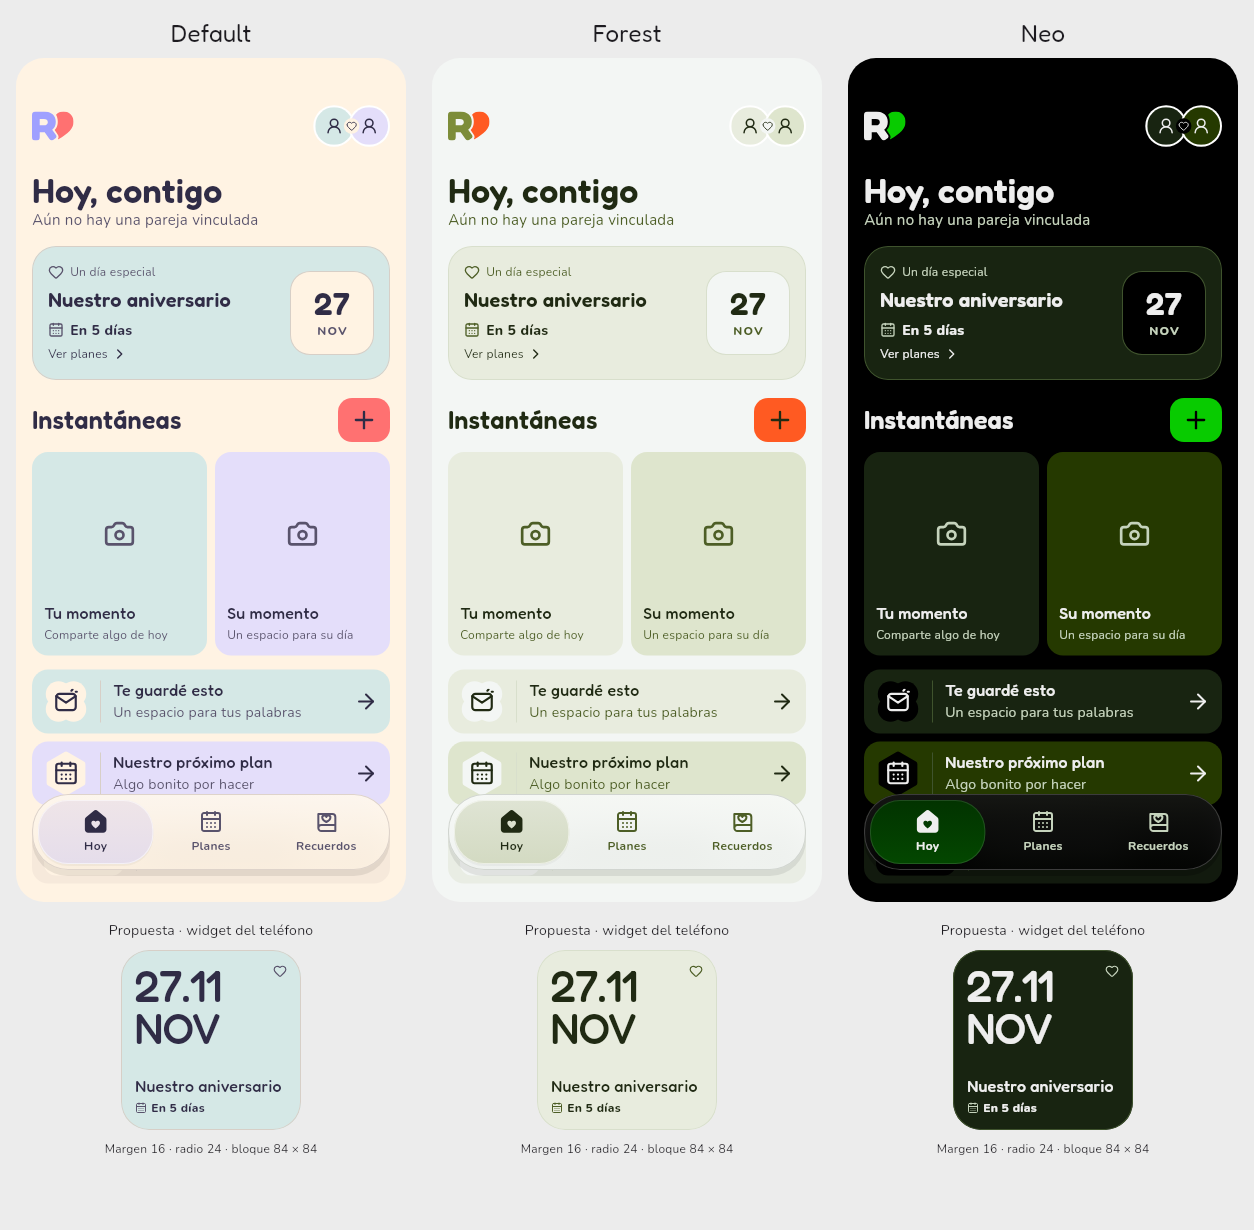 Default
R
Hoy, contigo
Aún no hay una pareja vinculada
Un día especial
Nuestro aniversario
En 5 días
Ver planes
27
NOV
Instantáneas
Tu momento
Comparte algo de hoy
Su momento
Un espacio para su día
Te guardé esto
Un espacio para tus palabras
Nuestro próximo plan
Algo bonito por hacer
Hoy
Planes
Recuerdos
Propuesta · widget del teléfono
27.11
NOV
Nuestro aniversario
En 5 días
Margen 16 · radio 24 · bloque 84 × 84
Forest
R
Hoy, contigo
Aún no hay una pareja vinculada
Un día especial
Nuestro aniversario
En 5 días
Ver planes
27
NOV
Instantáneas
Tu momento
Comparte algo de hoy
Su momento
Un espacio para su día
Te guardé esto
Un espacio para tus palabras
Nuestro próximo plan
Algo bonito por hacer
Hoy
Planes
Recuerdos
Propuesta · widget del teléfono
27.11
NOV
Nuestro aniversario
En 5 días
Margen 16 · radio 24 · bloque 84 × 84
Neo
R
Hoy, contigo
Aún no hay una pareja vinculada
Un día especial
Nuestro aniversario
En 5 días
Ver planes
27
NOV
Instantáneas
Tu momento
Comparte algo de hoy
Su momento
Un espacio para su día
Te guardé esto
Un espacio para tus palabras
Nuestro próximo plan
Algo bonito por hacer
Hoy
Planes
Recuerdos
Propuesta · widget del teléfono
27.11
NOV
Nuestro aniversario
En 5 días
Margen 16 · radio 24 · bloque 84 × 84